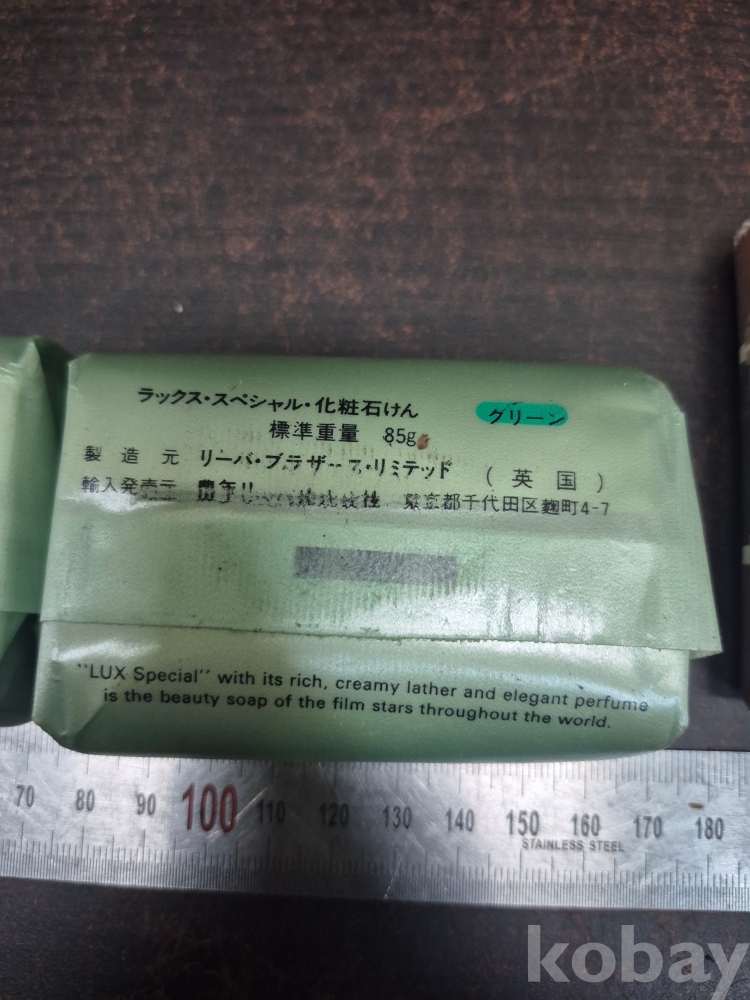 ラックス・スペシャル・化粧石けん グリーン
標準重量 85g
製造元 リーバ・ブラザース・リミテッド (英国)
輸入発売元 東京都千代田区麹町4-7
"LUX Special" with its rich, creamy lather and elegant perfume
is the beauty soap of the film stars throughout the world.
70 80 90 100 110 120 130 140 150 160 170 180
STAINLESS STEEL
kobay